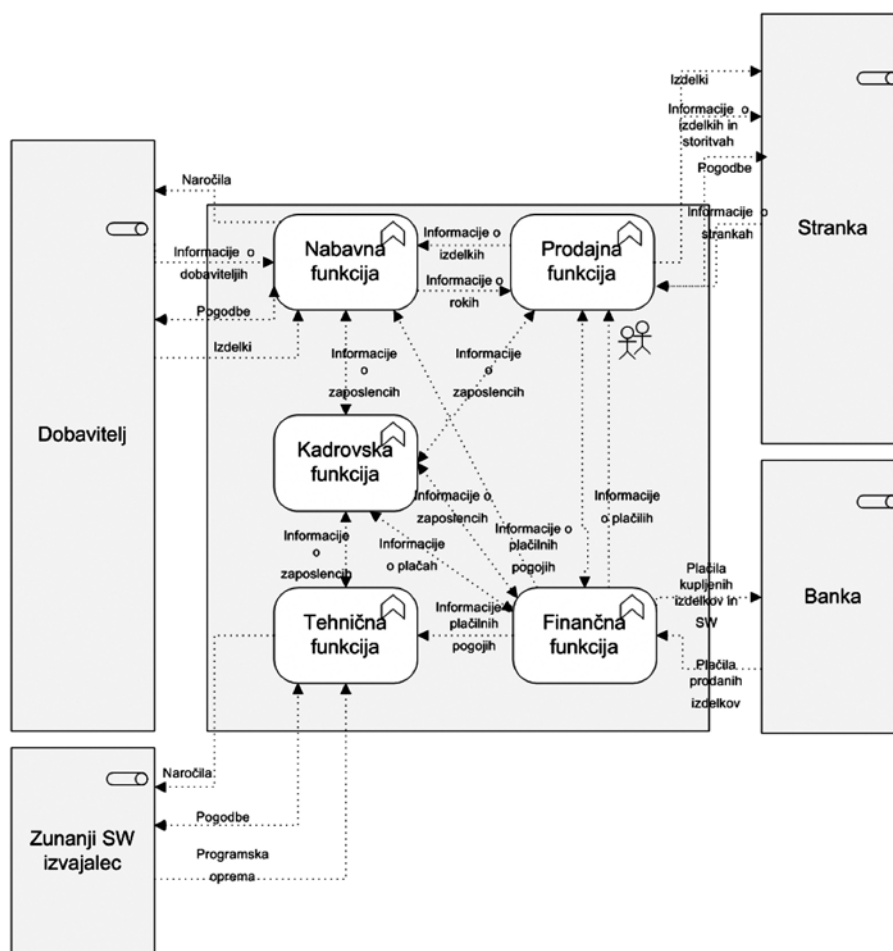 Izdelki
Informacije o
izdelkih in
storitvah
Pogodbe
Informacije o
strankah
Stranka
Naročila
Informacije o
dobaviteljih
Pogodbe
Izdelki
Dobavitelj
Nabavna
funkcija
Informacije o
izdelkih
Informacije o
rokih
Prodajna
funkcija
Informacije
o
zaposlencih
Informacije
o
zaposlencih
Kadrovska
funkcija
Informacije o
zaposlencih
Informacije
o plačilih
Informacije
o
zaposlencih
Informacije
o plačah
Informacije o
plačilnih
pogojih
Tehnična
funkcija
Informacije
plačilnih
pogojih
Finančna
funkcija
Plačila
kupljenih
izdelkov in
SW
Plačila
prodanih
izdelkov
Banka
Naročila
Pogodbe
Programska
oprema
Zunanji SW
izvajalec